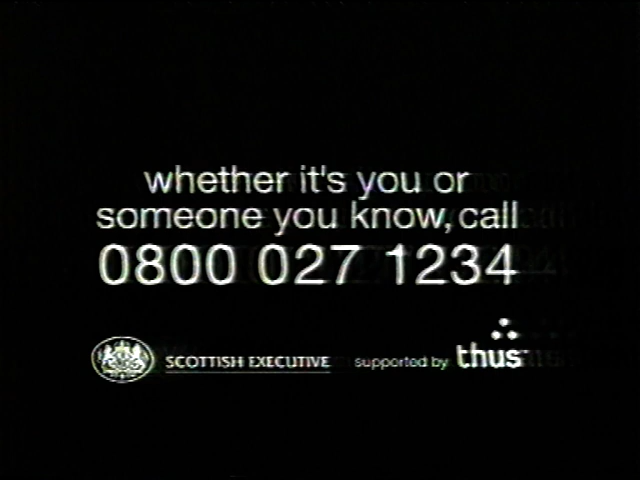 whether it's you or
someone you know, call
0800 027 1234
SCOTTISH EXECUTIVE supported by thus